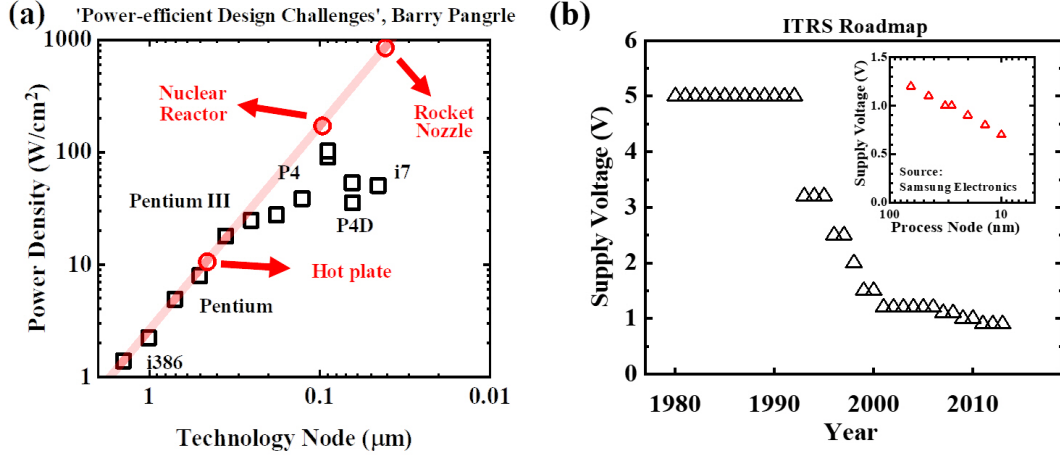 (a)
'Power-efficient Design Challenges', Barry Pangrle
1000
100
10
1
Power Density (W/cm²)
Nuclear
Reactor
Rocket
Nozzle
P4
i7
Pentium III
P4D
Hot plate
Pentium
i386
1
0.1
0.01
Technology Node (μm)
(b)
ITRS Roadmap
6
5
4
3
2
1
0
Supply Voltage (V)
1.5
1.0
0.5
0.0
Supply Voltage (V)
Source:
Samsung Electronics
100
10
Process Node (nm)
1980
1990
2000
2010
Year